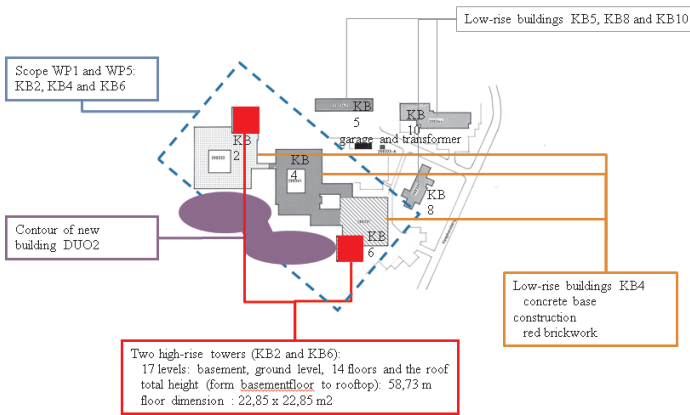 Low-rise buildings KB5, KB8 and KB10
Scope WP1 and WP5:
KB2, KB4 and KB6
KB
5
KB
10
garage and transformer
KB
2
KB
4
KB
8
KB
6
Contour of new
building DUO2
Low-rise buildings KB4
concrete base
construction
red brickwork
Two high-rise towers (KB2 and KB6):
17 levels: basement, ground level, 14 floors and the roof
total height (form basementfloor to rooftop): 58,73 m
floor dimension : 22,85 x 22,85 m2